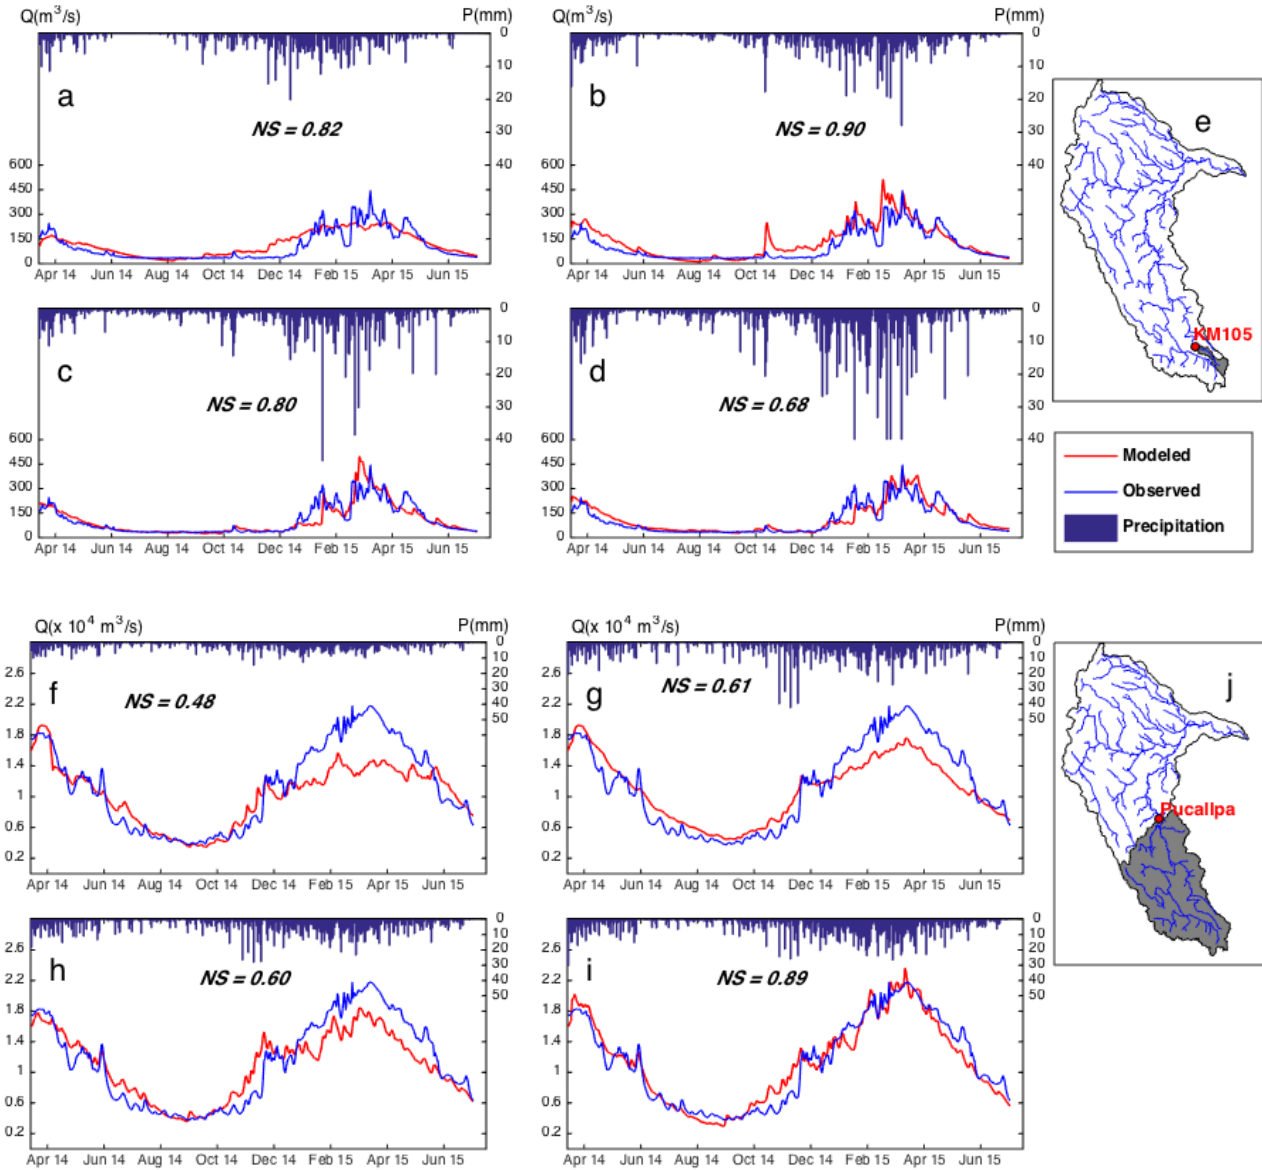 Q(m³/s) P(mm) Q(m³/s) P(mm)
0 0
a NS = 0.82 10 20 30 40
600 450 300 150 0
Apr 14 Jun 14 Aug 14 Oct 14 Dec 14 Feb 15 Apr 15 Jun 15
b NS = 0.90 10 20 30 40
600 450 300 150 0
Apr 14 Jun 14 Aug 14 Oct 14 Dec 14 Feb 15 Apr 15 Jun 15
e
KM105
0 0
c NS = 0.80 10 20 30 40
600 450 300 150 0
Apr 14 Jun 14 Aug 14 Oct 14 Dec 14 Feb 15 Apr 15 Jun 15
d NS = 0.68 10 20 30 40
600 450 300 150 0
Apr 14 Jun 14 Aug 14 Oct 14 Dec 14 Feb 15 Apr 15 Jun 15
Modeled
Observed
Precipitation
Q(x 10⁴ m³/s) P(mm) Q(x 10⁴ m³/s) P(mm)
f NS = 0.48 0 10 20 30 40 50
2.6 2.2 1.8 1.4 1 0.6 0.2
Apr 14 Jun 14 Aug 14 Oct 14 Dec 14 Feb 15 Apr 15 Jun 15
g NS = 0.61 0 10 20 30 40 50
2.6 2.2 1.8 1.4 1 0.6 0.2
Apr 14 Jun 14 Aug 14 Oct 14 Dec 14 Feb 15 Apr 15 Jun 15
j
Pucallpa
h NS = 0.60 0 10 20 30 40 50
2.6 2.2 1.8 1.4 1 0.6 0.2
Apr 14 Jun 14 Aug 14 Oct 14 Dec 14 Feb 15 Apr 15 Jun 15
i NS = 0.89 0 10 20 30 40 50
2.6 2.2 1.8 1.4 1 0.6 0.2
Apr 14 Jun 14 Aug 14 Oct 14 Dec 14 Feb 15 Apr 15 Jun 15